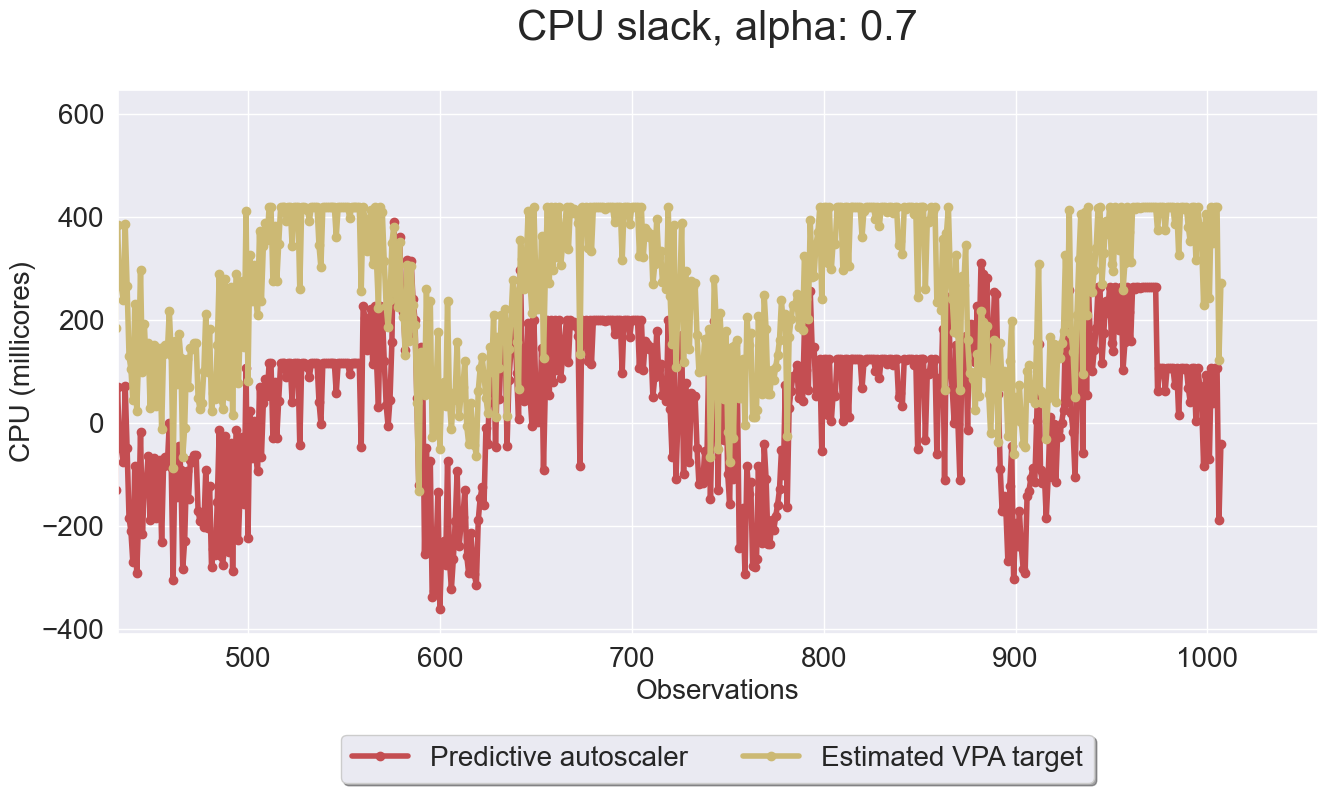 CPU slack, alpha: 0.7
600
400
200
0
−200
−400
CPU (millicores)
500 600 700 800 900 1000
Observations
Predictive autoscaler Estimated VPA target